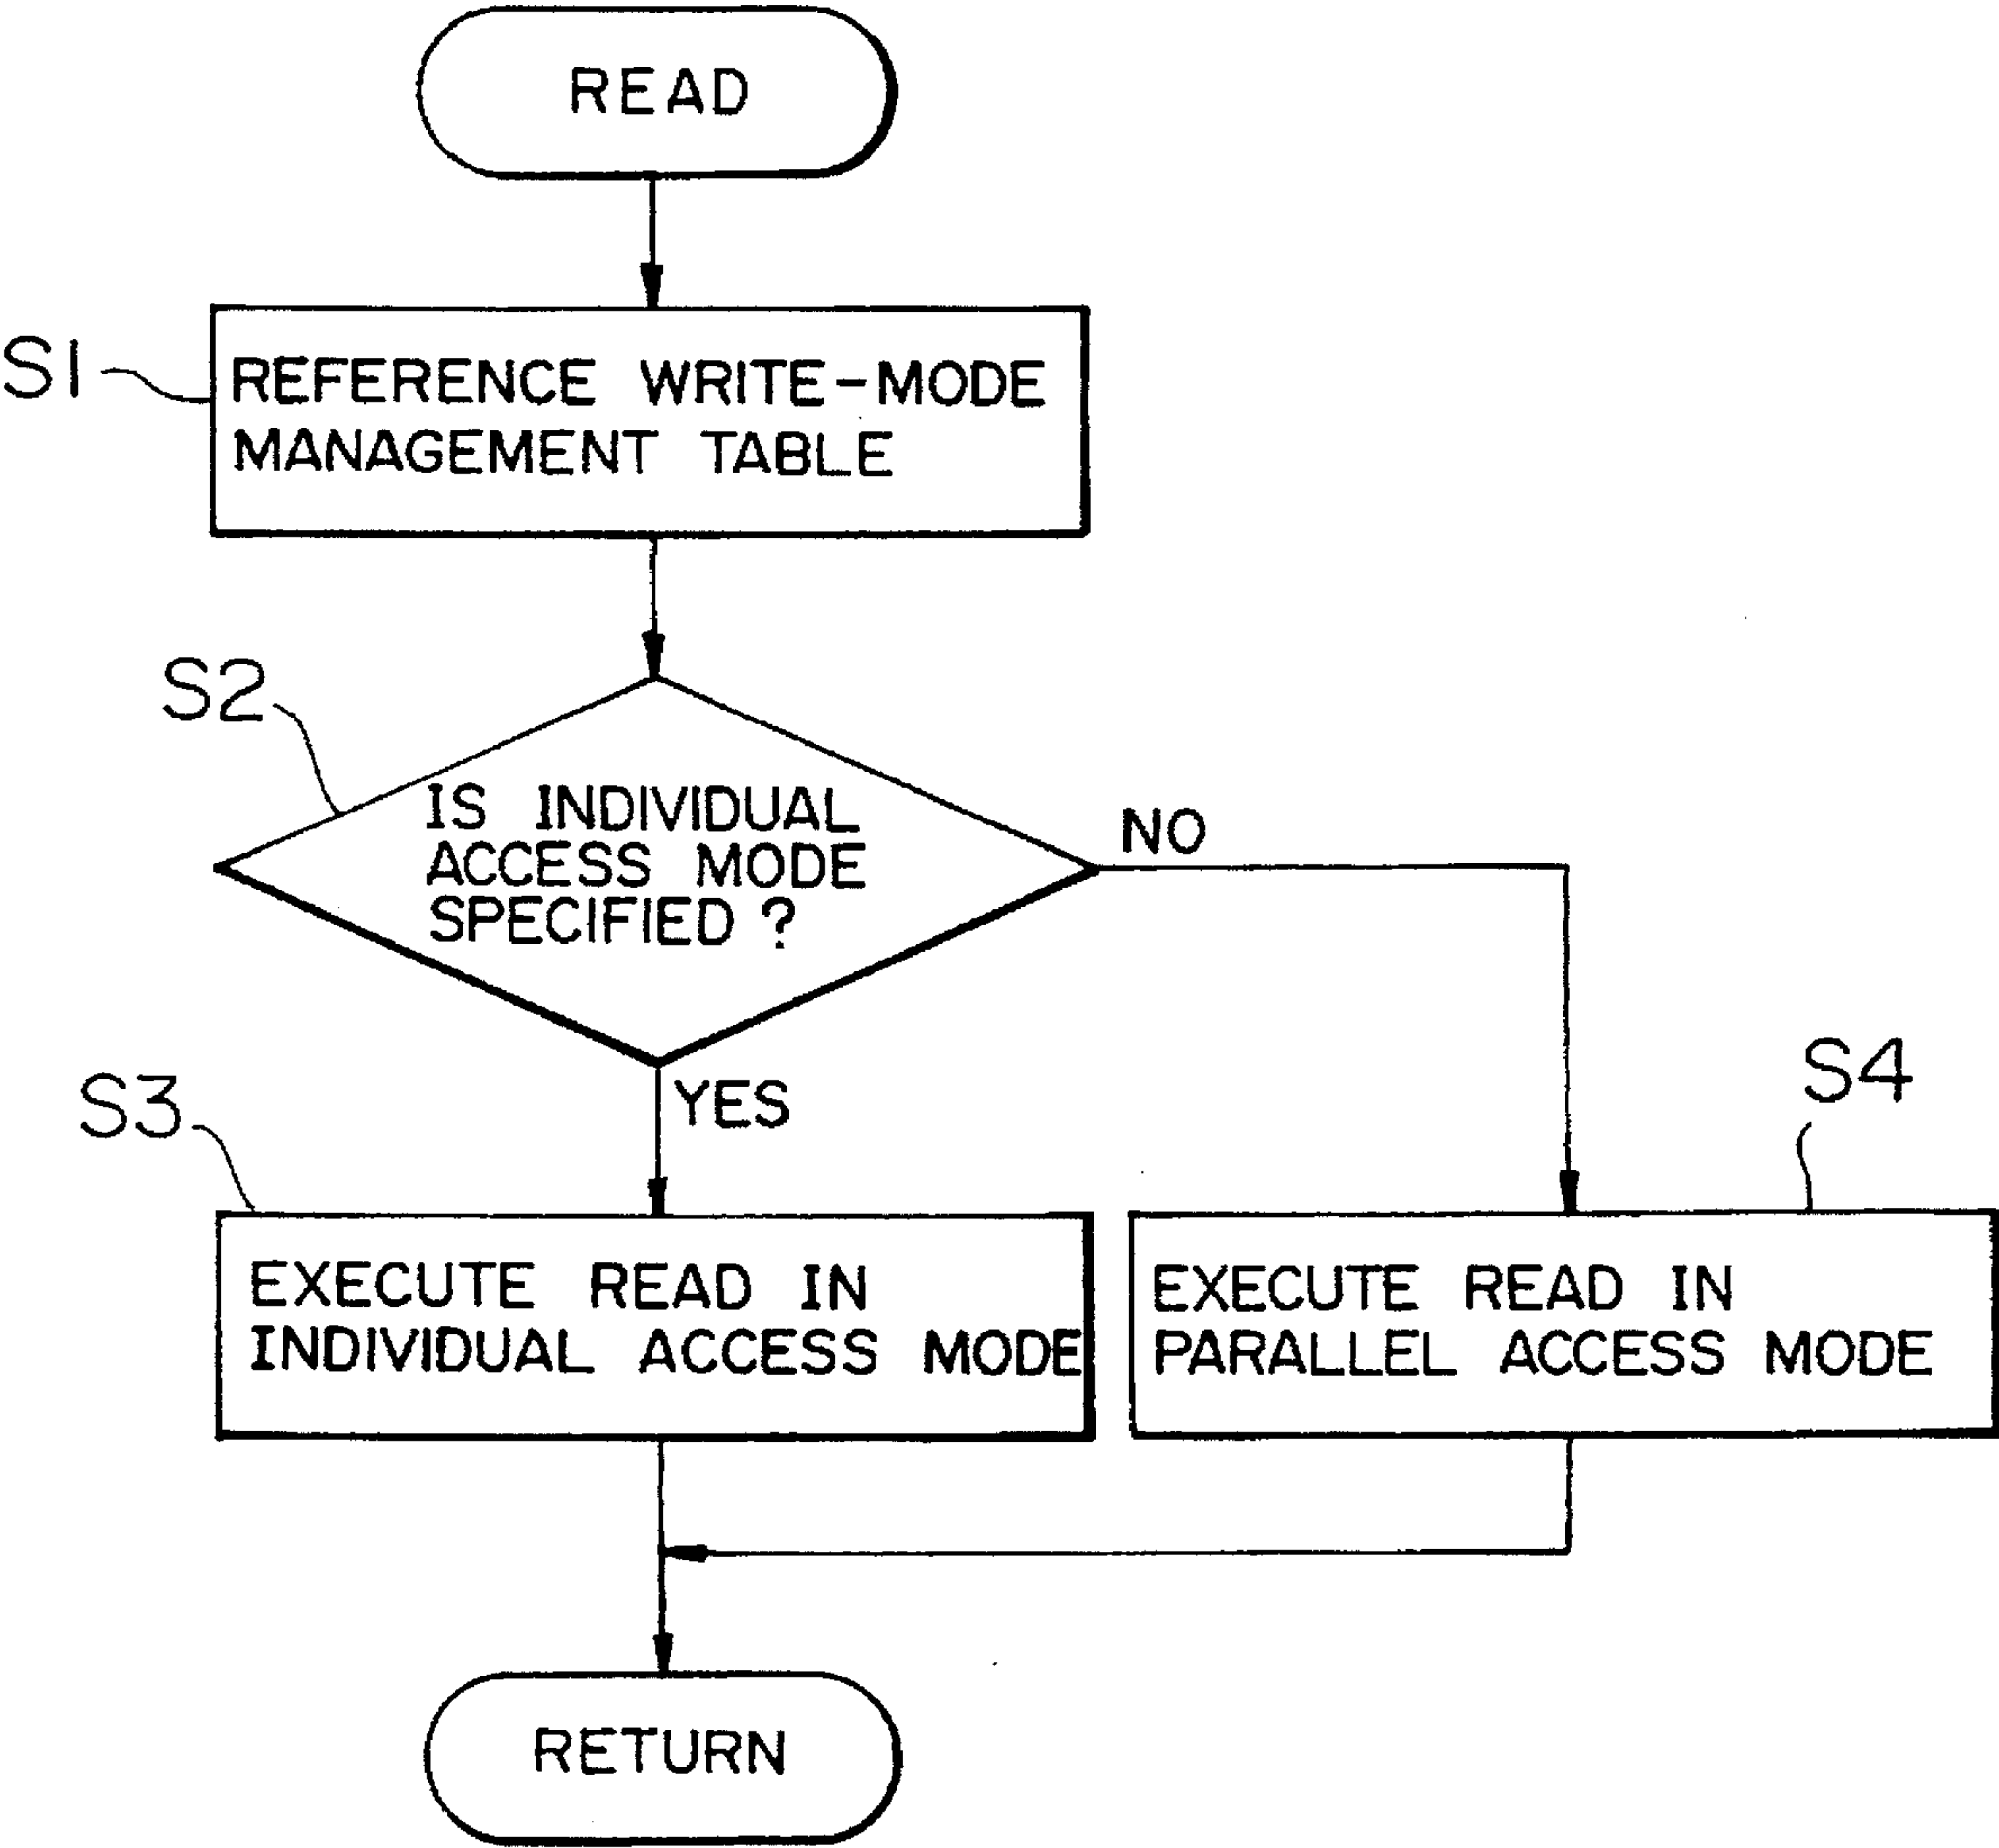 READ
S1
REFERENCE WRITE-MODE
MANAGEMENT TABLE
S2
IS INDIVIDUAL
ACCESS MODE
SPECIFIED ?
NO
YES
S3
S4
EXECUTE READ IN
INDIVIDUAL ACCESS MODE
EXECUTE READ IN
PARALLEL ACCESS MODE
RETURN